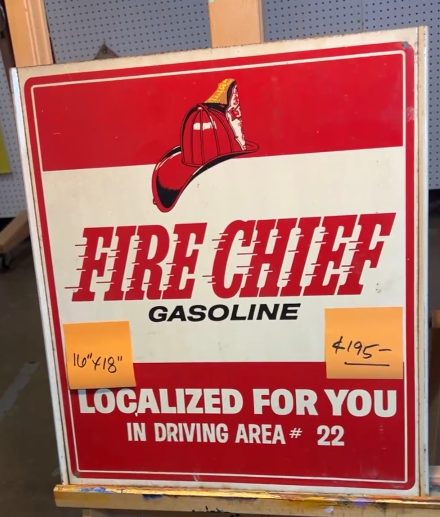 FIRE CHIEF
GASOLINE
16"x18"
$195-
LOCALIZED FOR YOU
IN DRIVING AREA # 22